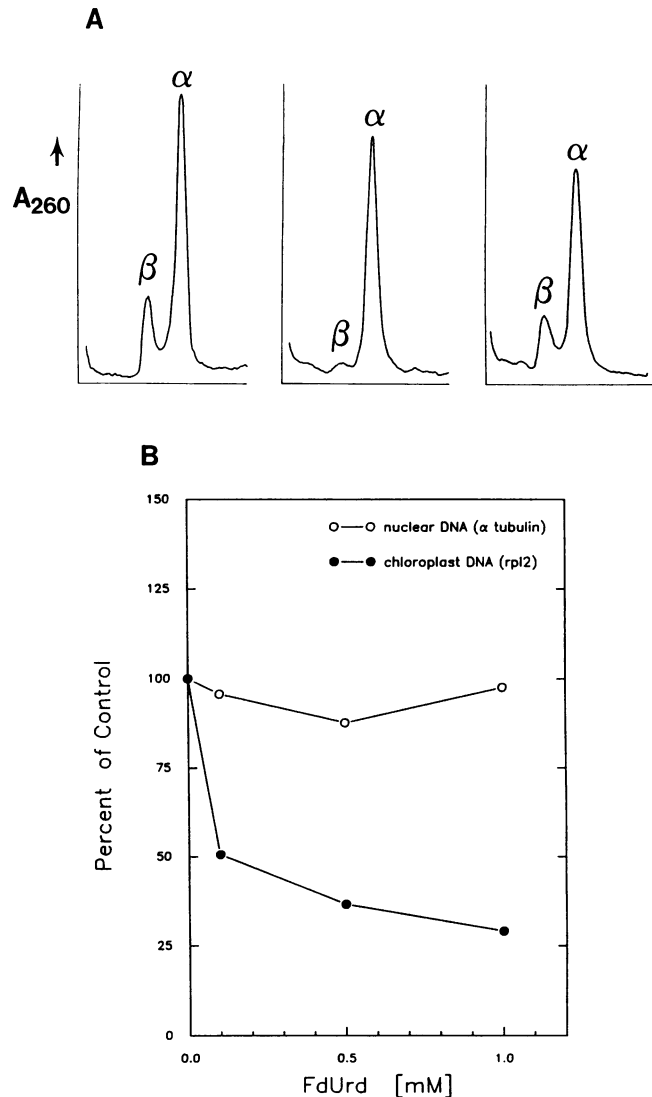 A
α
β
α
β
α
β
A260
B
150
125
100
75
50
25
0
Percent of Control
nuclear DNA (α tubulin)
chloroplast DNA (rpl2)
0.0
0.5
1.0
FdUrd [mM]